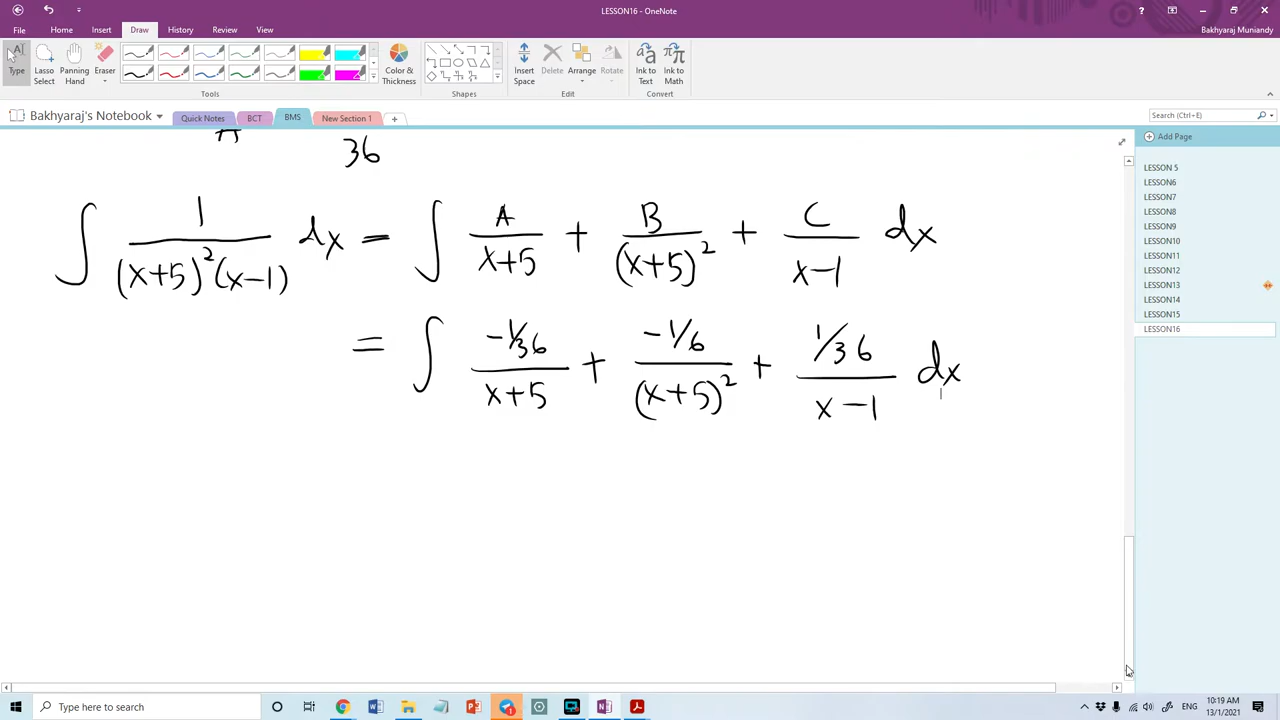 LESSON16 - OneNote
Bakhyaraj Muniandy
File Home Insert Draw History Review View
Type Lasso Select Panning Hand Eraser Color & Thickness Insert Space Delete Arrange Rotate Ink to Text Ink to Math
Tools Shapes Edit Convert
Bakhyaraj's Notebook Quick Notes BCT BMS New Section 1 Search (Ctrl+E)
Add Page
LESSON 5
LESSON6
LESSON7
LESSON8
LESSON9
LESSON10
LESSON11
LESSON12
LESSON13
LESSON14
LESSON15
LESSON16
36
∫ 1/((x+5)²(x−1)) dx = ∫ A/(x+5) + B/(x+5)² + C/(x−1) dx
= ∫ (−1/36)/(x+5) + (−1/6)/(x+5)² + (1/36)/(x−1) dx
Type here to search
10:19 AM
13/1/2021